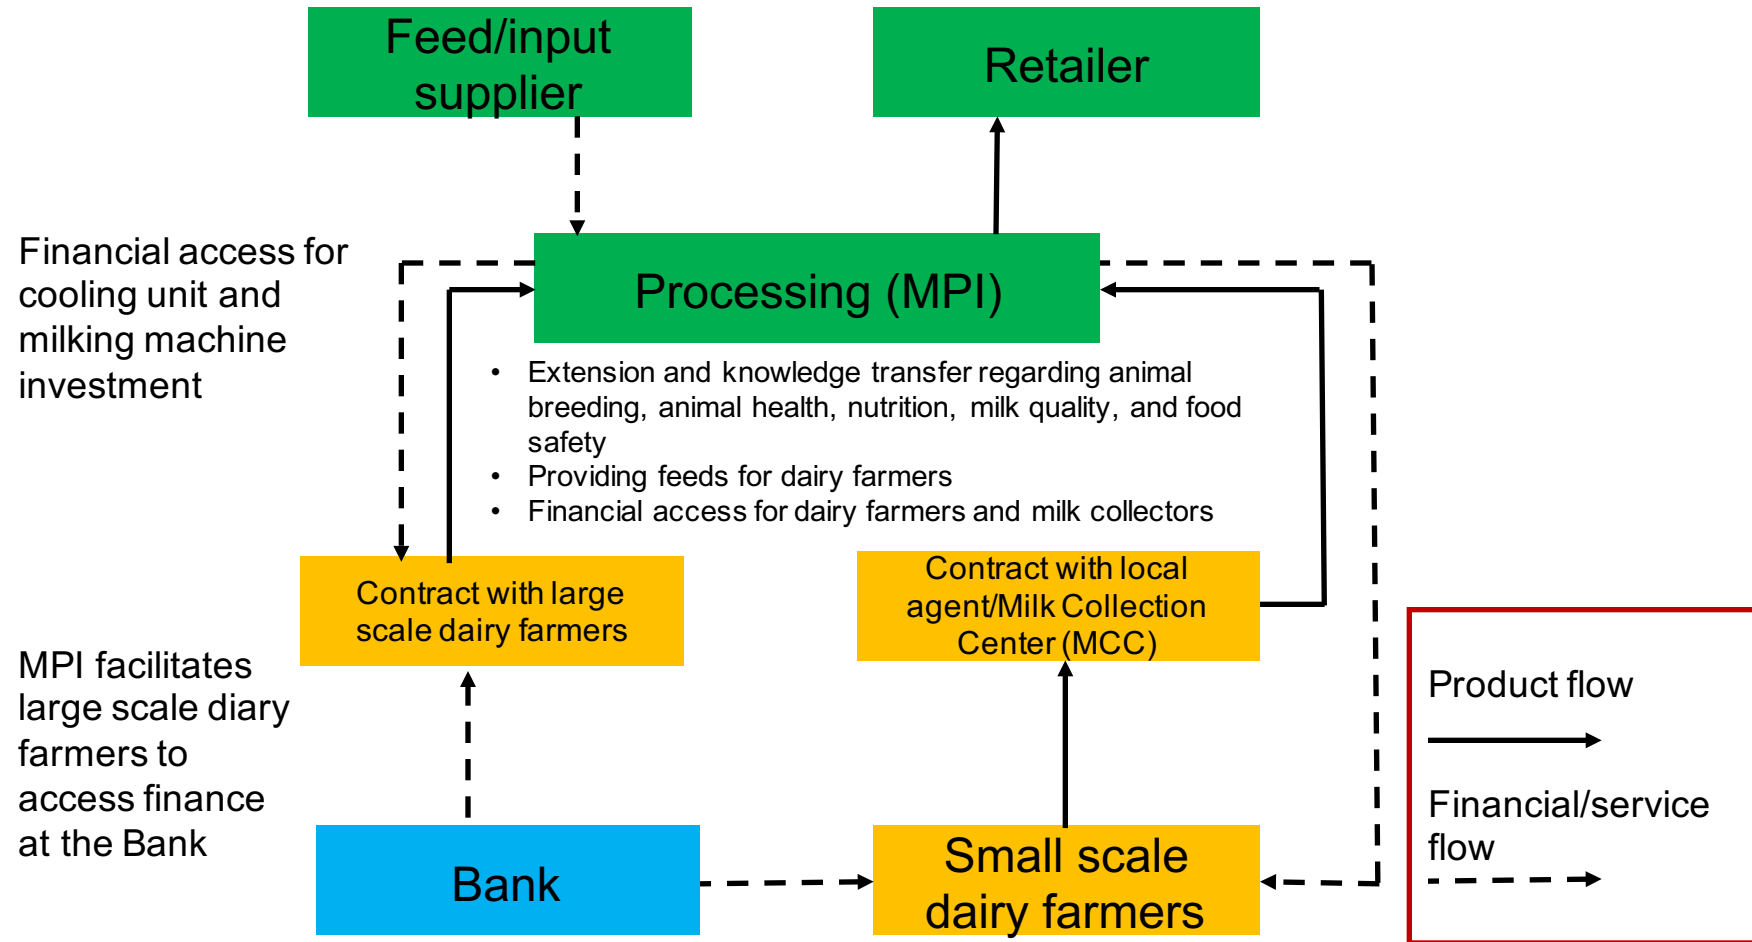 Feed/input
supplier
Retailer
Financial access for
cooling unit and
milking machine
investment
Processing (MPI)
• Extension and knowledge transfer regarding animal
breeding, animal health, nutrition, milk quality, and food
safety
• Providing feeds for dairy farmers
• Financial access for dairy farmers and milk collectors
Contract with large
scale dairy farmers
Contract with local
agent/Milk Collection
Center (MCC)
MPI facilitates
large scale diary
farmers to
access finance
at the Bank
Bank
Small scale
dairy farmers
Product flow
Financial/service
flow